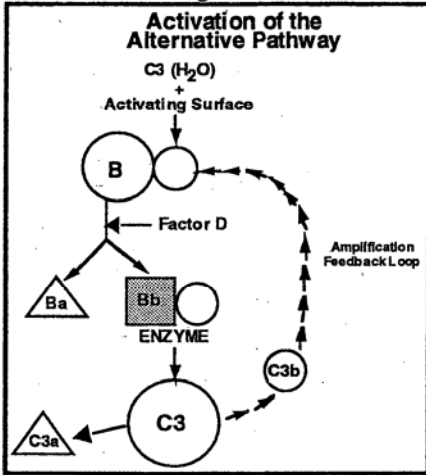 Activation of the
Alternative Pathway
C3 (H₂O)
+
Activating Surface
B
Factor D
Amplification
Feedback Loop
Ba
Bb
ENZYME
C3b
C3
C3a